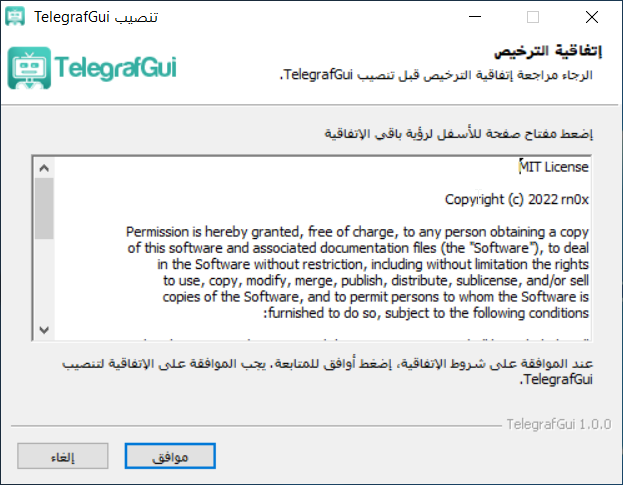 تنصيب TelegrafGui
TelegrafGui
إتفاقية الترخيص
الرجاء مراجعة إتفاقية الترخيص قبل تنصيب TelegrafGui.
إضغط مفتاح صفحة للأسفل لرؤية باقي الإتفاقية
MIT License
Copyright (c) 2022 rn0x
Permission is hereby granted, free of charge, to any person obtaining a copy
of this software and associated documentation files (the "Software"), to deal
in the Software without restriction, including without limitation the rights
to use, copy, modify, merge, publish, distribute, sublicense, and/or sell
copies of the Software, and to permit persons to whom the Software is
furnished to do so, subject to the following conditions:
عند الموافقة على شروط الإتفاقية، إضغط أوافق للمتابعة. يجب الموافقة على الإتفاقية لتنصيب
TelegrafGui.
TelegrafGui 1.0.0
موافق
إلغاء